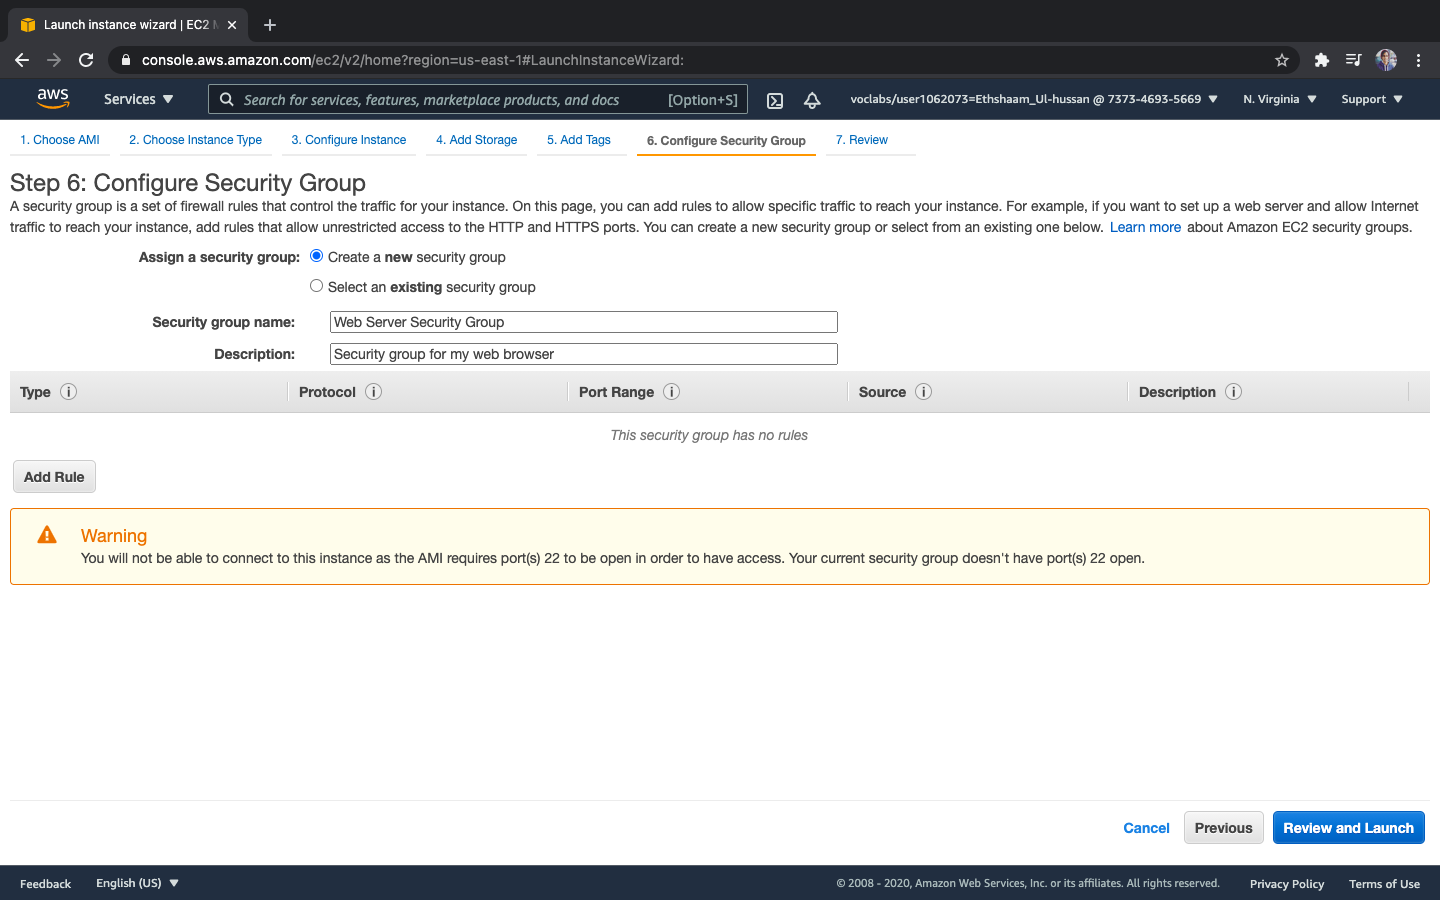 Launch instance wizard | EC2 M
console.aws.amazon.com/ec2/v2/home?region=us-east-1#LaunchInstanceWizard:
aws Services Search for services, features, marketplace products, and docs [Option+S] voclabs/user1062073=Ethshaam_Ul-hussan @ 7373-4693-5669 N. Virginia Support
1. Choose AMI 2. Choose Instance Type 3. Configure Instance 4. Add Storage 5. Add Tags 6. Configure Security Group 7. Review
Step 6: Configure Security Group
A security group is a set of firewall rules that control the traffic for your instance. On this page, you can add rules to allow specific traffic to reach your instance. For example, if you want to set up a web server and allow Internet
traffic to reach your instance, add rules that allow unrestricted access to the HTTP and HTTPS ports. You can create a new security group or select from an existing one below. Learn more about Amazon EC2 security groups.
Assign a security group: Create a new security group
Select an existing security group
Security group name: Web Server Security Group
Description: Security group for my web browser
Type i Protocol i Port Range i Source i Description i
This security group has no rules
Add Rule
Warning
You will not be able to connect to this instance as the AMI requires port(s) 22 to be open in order to have access. Your current security group doesn't have port(s) 22 open.
Cancel Previous Review and Launch
Feedback English (US) © 2008 - 2020, Amazon Web Services, Inc. or its affiliates. All rights reserved. Privacy Policy Terms of Use